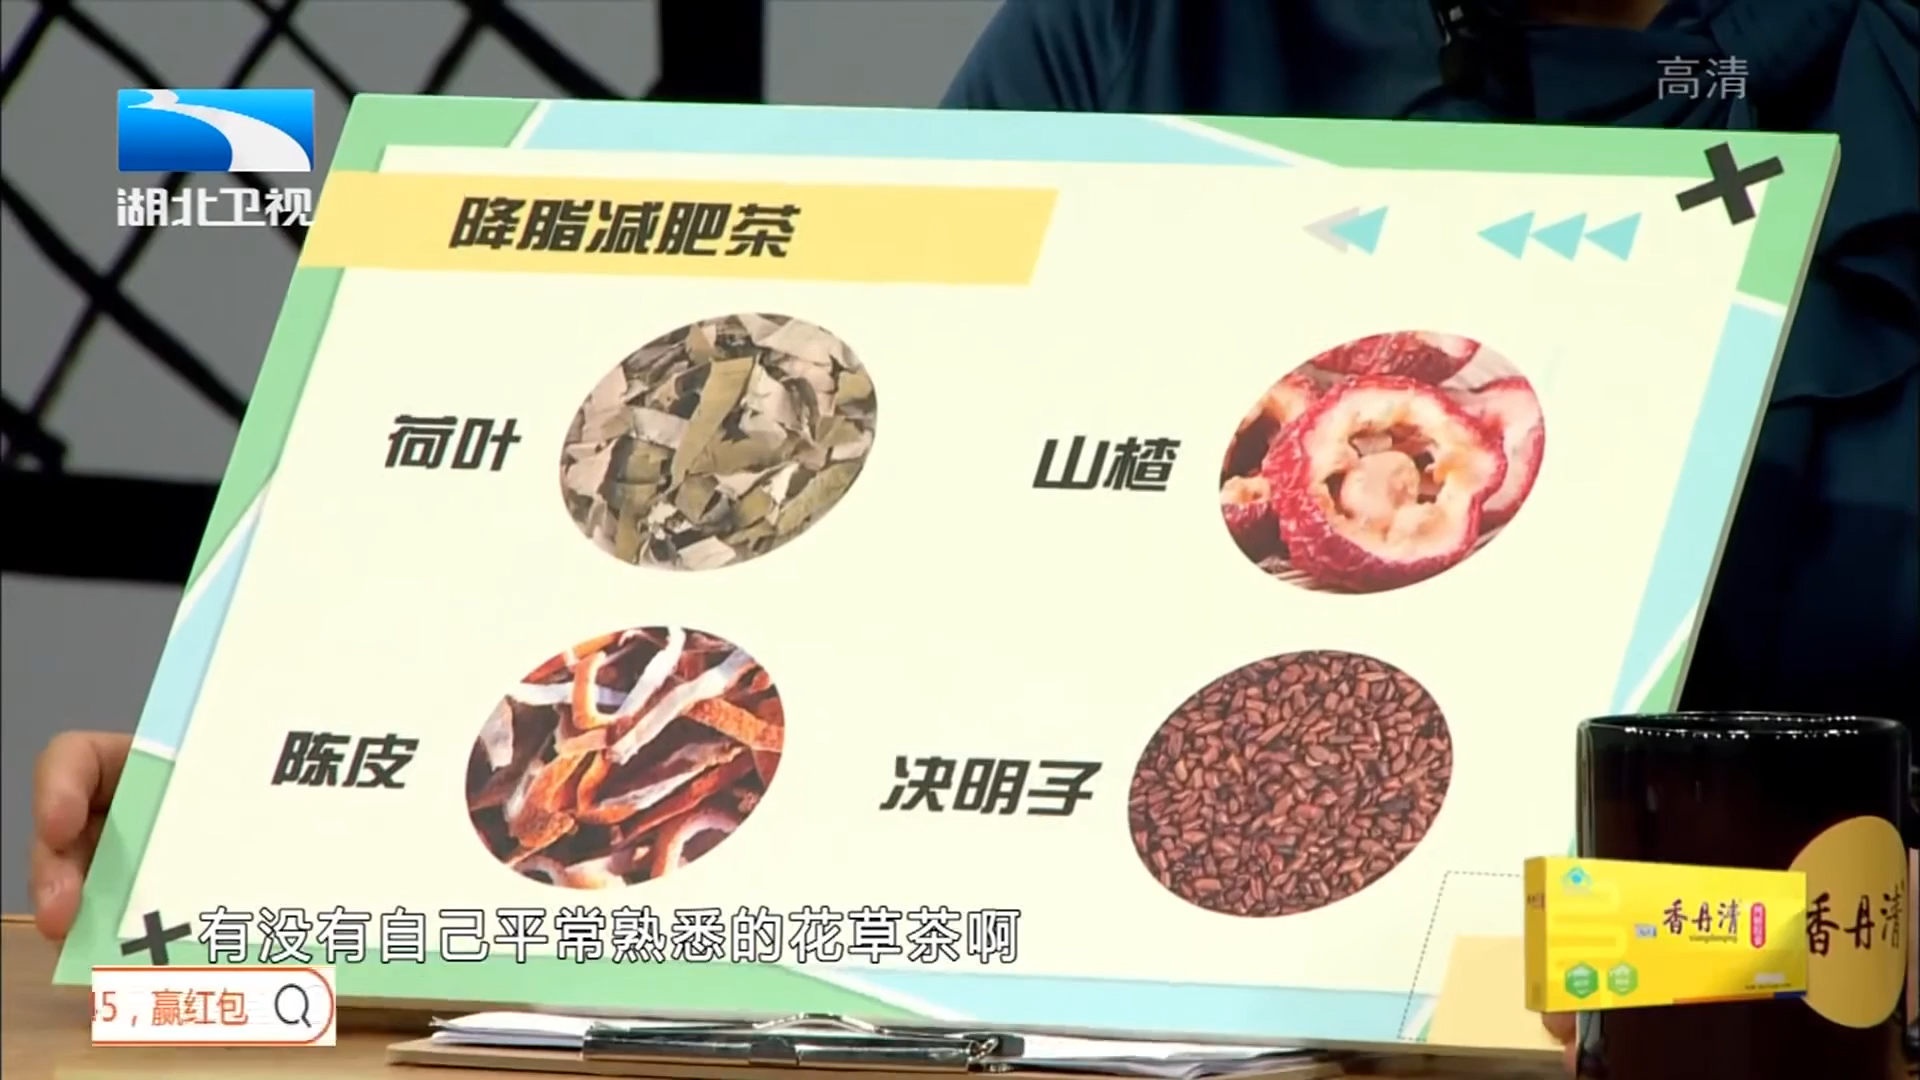 高清
湖北卫视
降脂减肥茶
荷叶
山楂
陈皮
决明子
有没有自己平常熟悉的花草茶啊
香丹清
香丹清
45，赢红包